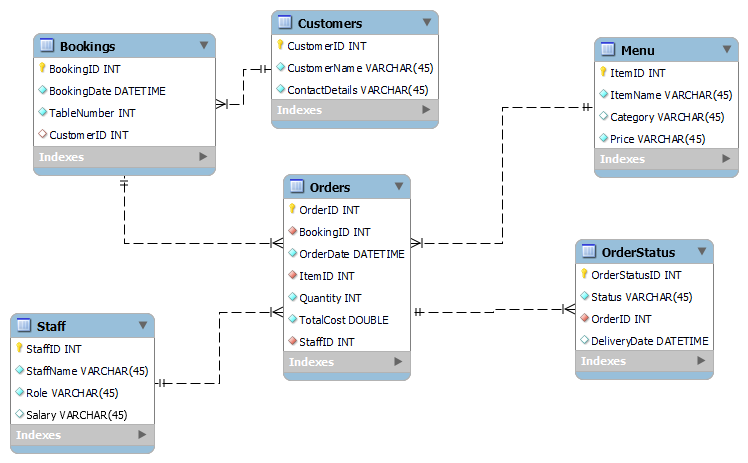 Bookings
BookingID INT
BookingDate DATETIME
TableNumber INT
CustomerID INT
Indexes
Customers
CustomerID INT
CustomerName VARCHAR(45)
ContactDetails VARCHAR(45)
Indexes
Menu
ItemID INT
ItemName VARCHAR(45)
Category VARCHAR(45)
Price VARCHAR(45)
Indexes
Orders
OrderID INT
BookingID INT
OrderDate DATETIME
ItemID INT
Quantity INT
TotalCost DOUBLE
StaffID INT
Indexes
OrderStatus
OrderStatusID INT
Status VARCHAR(45)
OrderID INT
DeliveryDate DATETIME
Indexes
Staff
StaffID INT
StaffName VARCHAR(45)
Role VARCHAR(45)
Salary VARCHAR(45)
Indexes